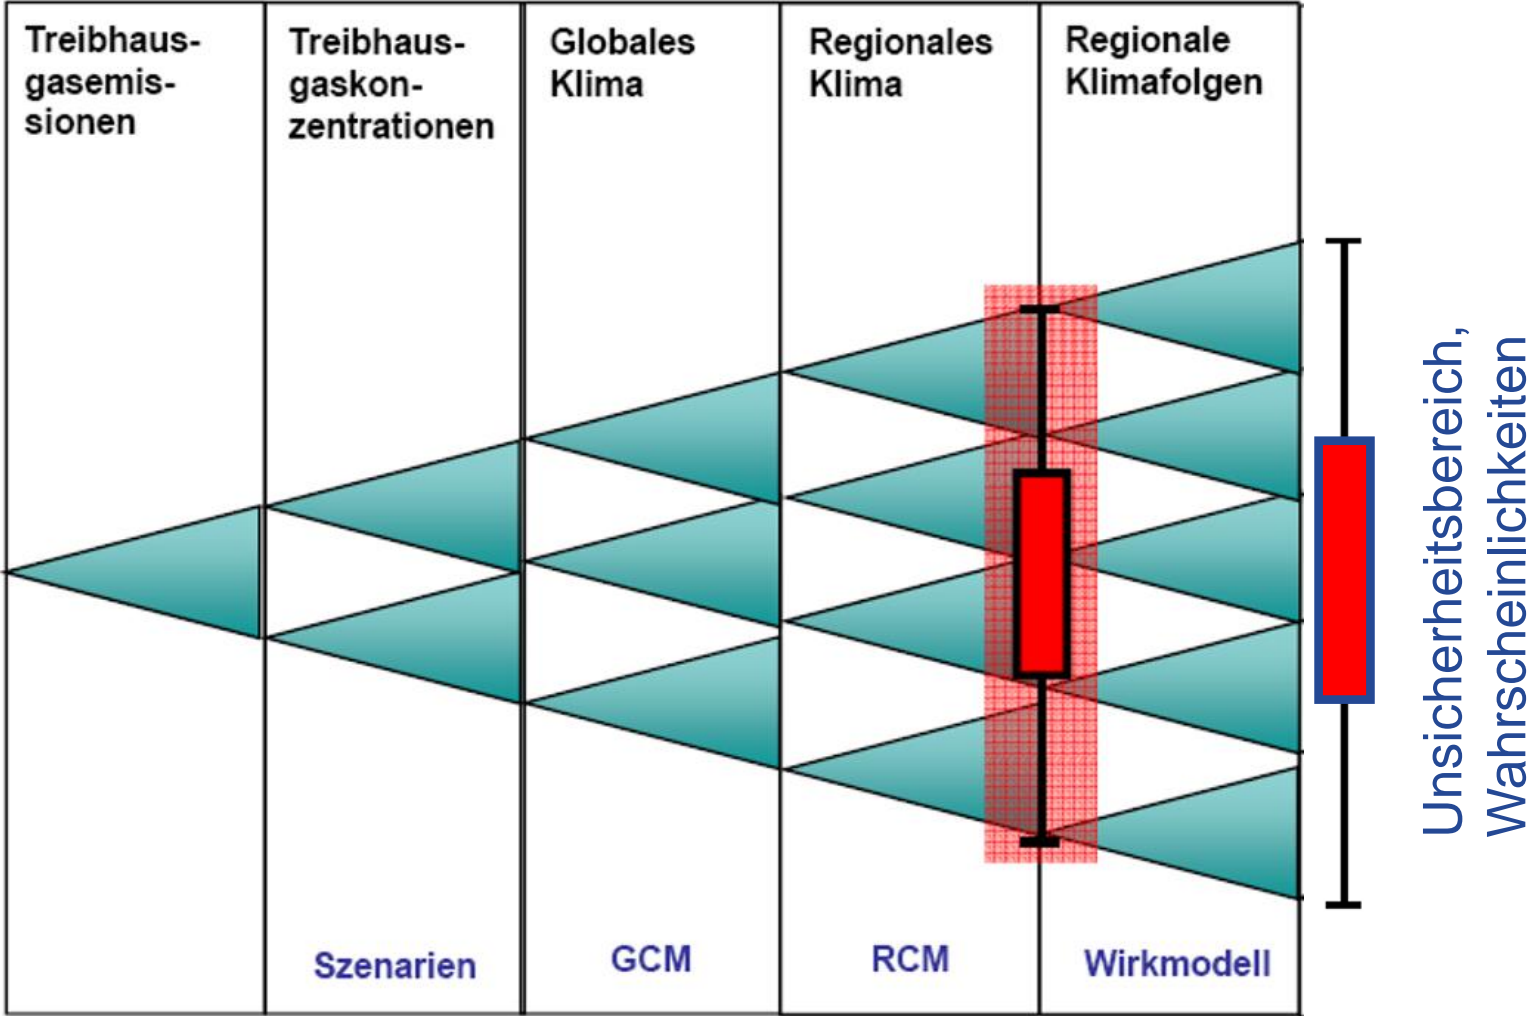 Treibhaus-
gasemis-
sionen
Treibhaus-
gaskon-
zentrationen
Globales
Klima
Regionales
Klima
Regionale
Klimafolgen
Szenarien
GCM
RCM
Wirkmodell
Unsicherheitsbereich,
Wahrscheinlichkeiten